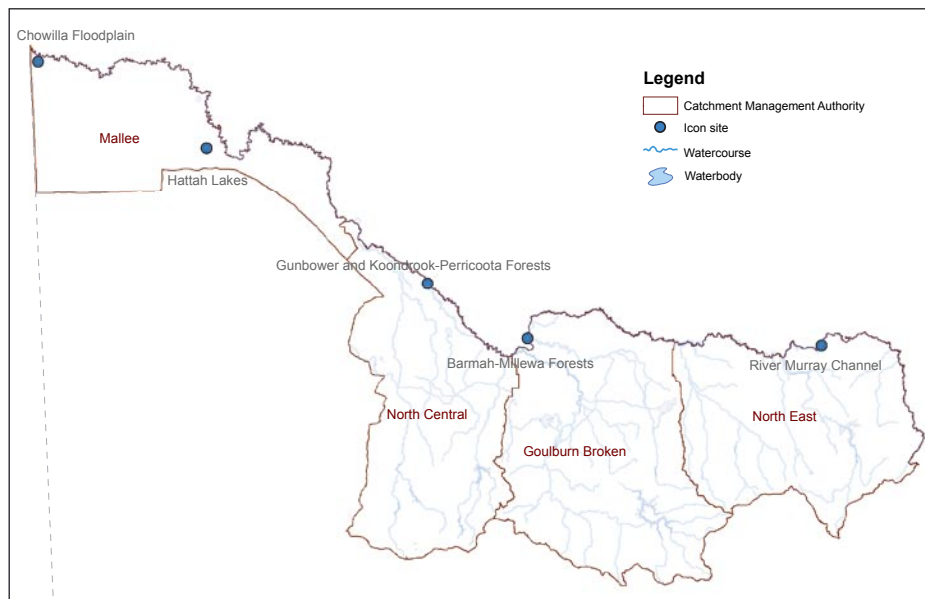 Chowilla Floodplain
Legend
Catchment Management Authority
Icon site
Watercourse
Waterbody
Mallee
Hattah Lakes
Gunbower and Koondrook-Perricoota Forests
Barmah-Millewa Forests
River Murray Channel
North Central
North East
Goulburn Broken